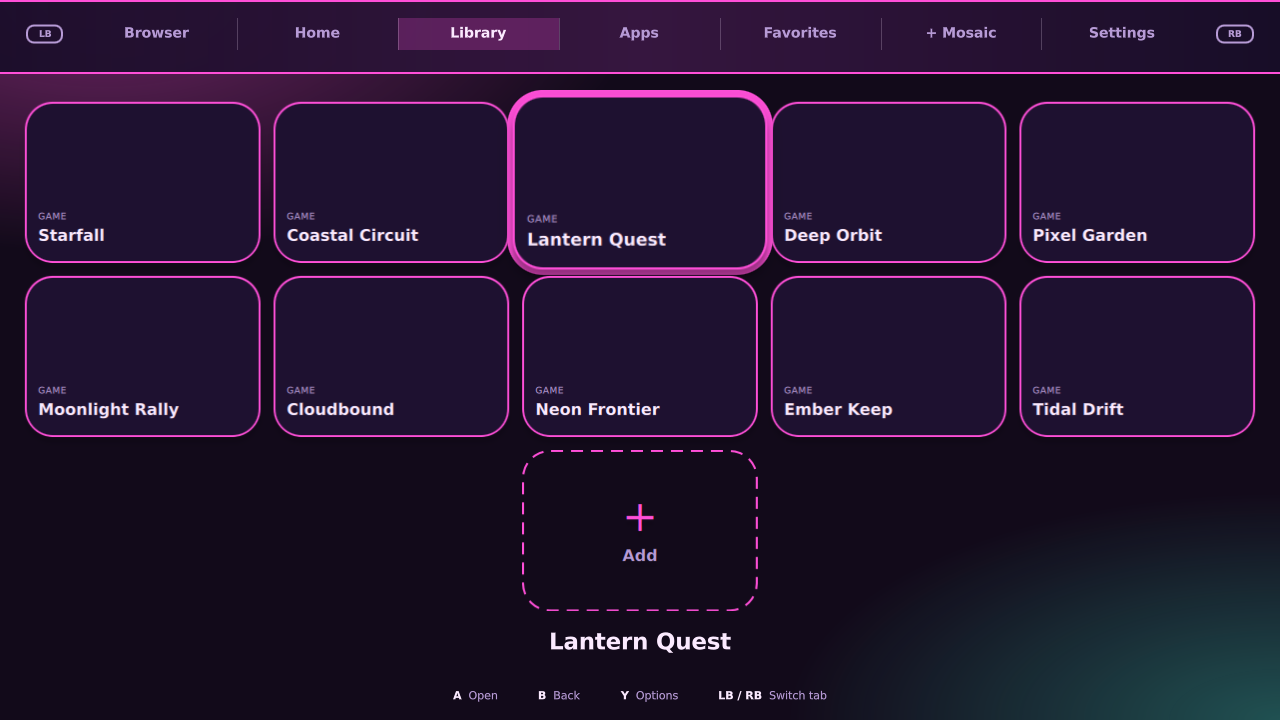 LB Browser Home Library Apps Favorites + Mosaic Settings RB
GAME GAME GAME GAME GAME
Starfall Coastal Circuit Lantern Quest Deep Orbit Pixel Garden
GAME GAME GAME GAME GAME
Moonlight Rally Cloudbound Neon Frontier Ember Keep Tidal Drift
+
Add
Lantern Quest
A Open B Back Y Options LB / RB Switch tab